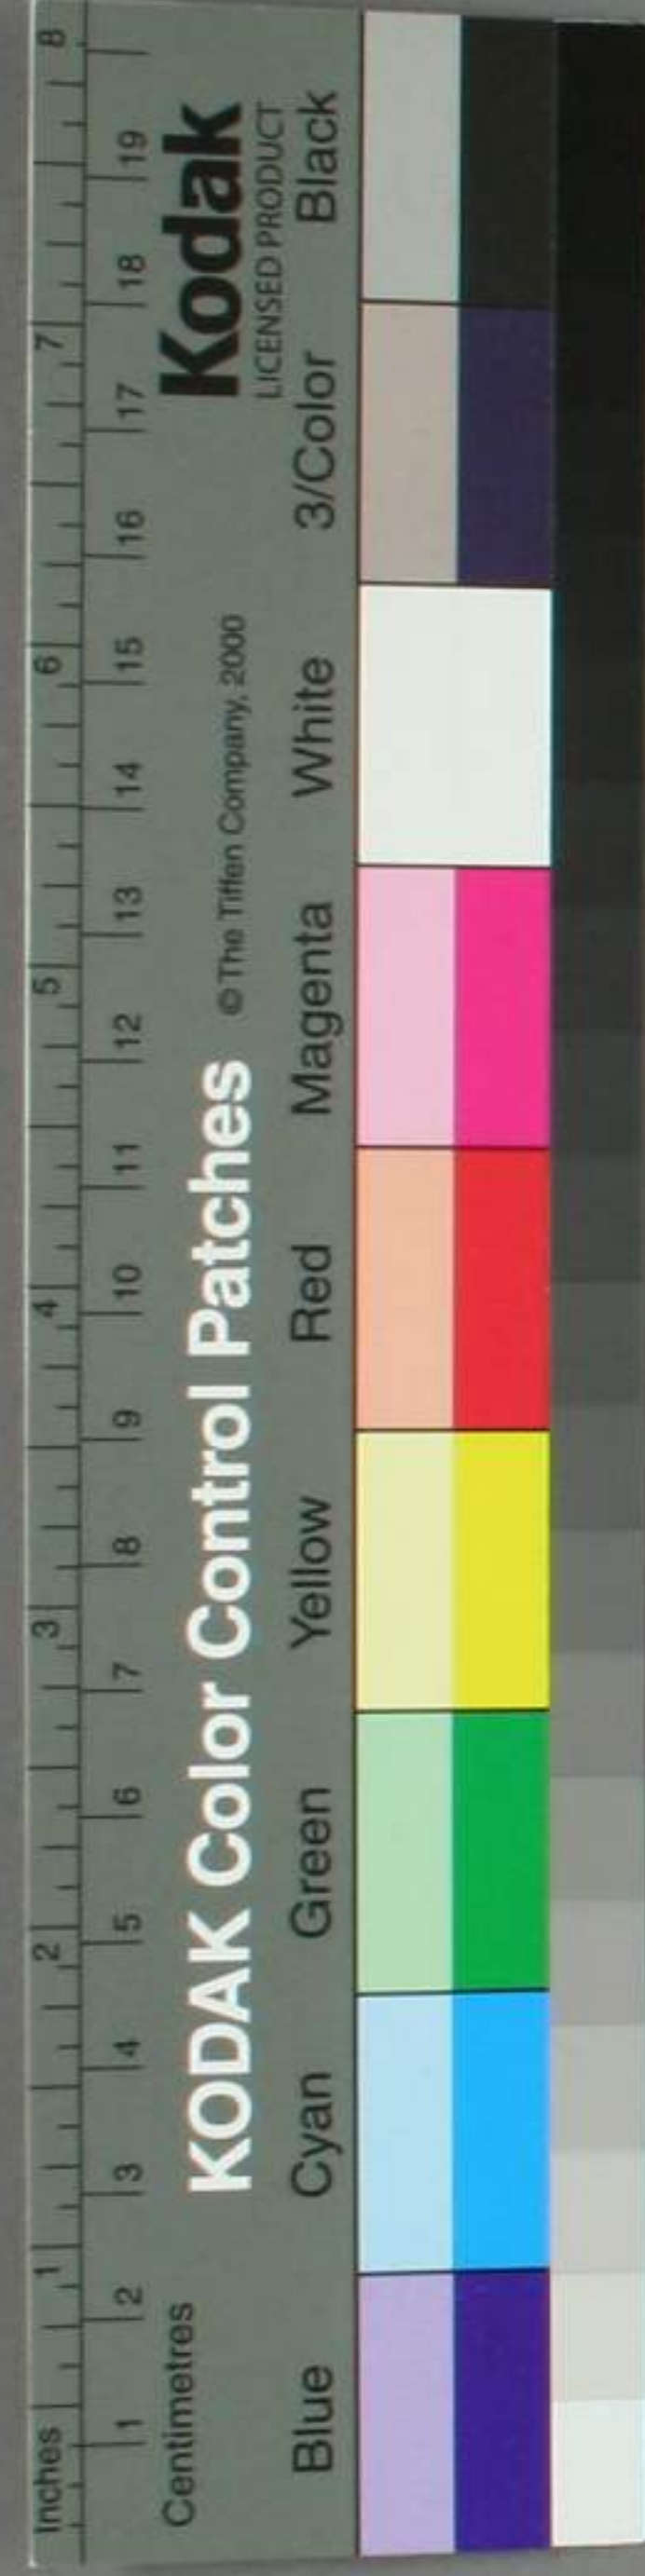 Inches 1 2 3 4 5 6 7 8
1 2 3 4 5 6 7 8 9 10 11 12 13 14 15 16 17 18 19
Centimetres
KODAK Color Control Patches © The Tiffen Company, 2000 Kodak
LICENSED PRODUCT
Blue Cyan Green Yellow Red Magenta White 3/Color Black